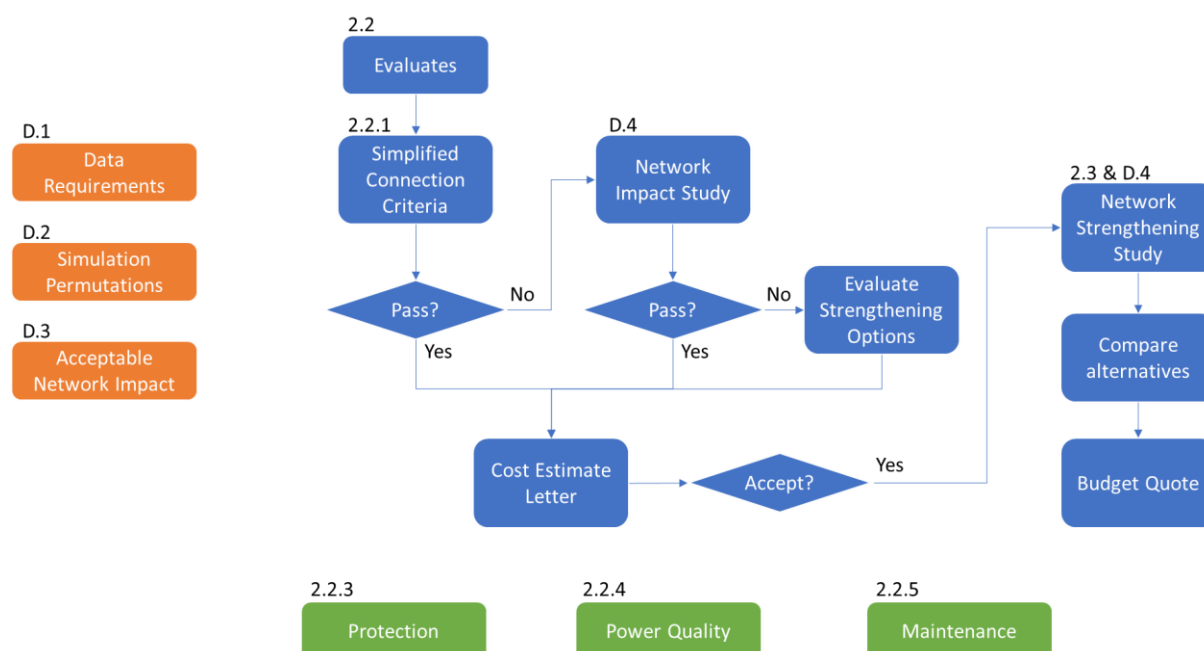 2.2
Evaluates
D.1
Data
Requirements
D.2
Simulation
Permutations
D.3
Acceptable
Network Impact
2.2.1
Simplified
Connection
Criteria
Pass?
No
Yes
D.4
Network
Impact Study
Pass?
No
Yes
Evaluate
Strengthening
Options
Cost Estimate
Letter
Accept?
Yes
2.3 & D.4
Network
Strengthening
Study
Compare
alternatives
Budget Quote
2.2.3
Protection
2.2.4
Power Quality
2.2.5
Maintenance